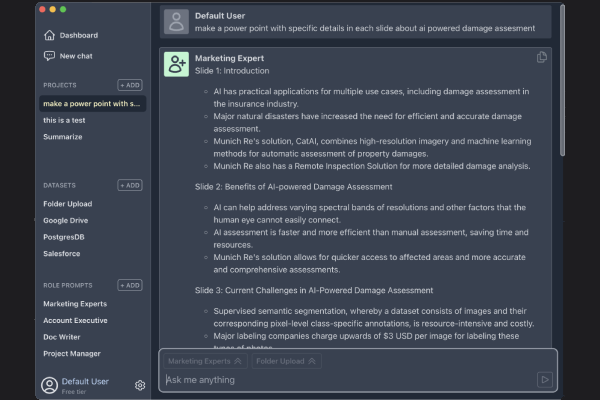 Dashboard
New chat
PROJECTS
+ ADD
make a power point with s...
this is a test
Summarize
DATASETS
+ ADD
Folder Upload
Google Drive
PostgresDB
Salesforce
ROLE PROMPTS
+ ADD
Marketing Experts
Account Executive
Doc Writer
Project Manager
Default User
Free tier
Default User
make a power point with specific details in each slide about ai powered damage assesment
Marketing Expert
Slide 1: Introduction
AI has practical applications for multiple use cases, including damage assessment in
the insurance industry.
Major natural disasters have increased the need for efficient and accurate damage
assessment.
Munich Re's solution, CatAI, combines high-resolution imagery and machine learning
methods for automatic assessment of property damages.
Munich Re also has a Remote Inspection Solution for more detailed damage analysis.
Slide 2: Benefits of AI-powered Damage Assessment
AI can help address varying spectral bands of resolutions and other factors that the
human eye cannot easily connect.
AI assessment is faster and more efficient than manual assessment, saving time and
resources.
Munich Re's solution allows for quicker access to affected areas and more accurate
and comprehensive assessments.
Slide 3: Current Challenges in AI-Powered Damage Assessment
Supervised semantic segmentation, whereby a dataset consists of images and their
corresponding pixel-level class-specific annotations, is resource-intensive and costly.
Major labeling companies charge upwards of $3 USD per image for labeling these
types of photos.
Marketing Experts
Folder Upload
Ask me anything